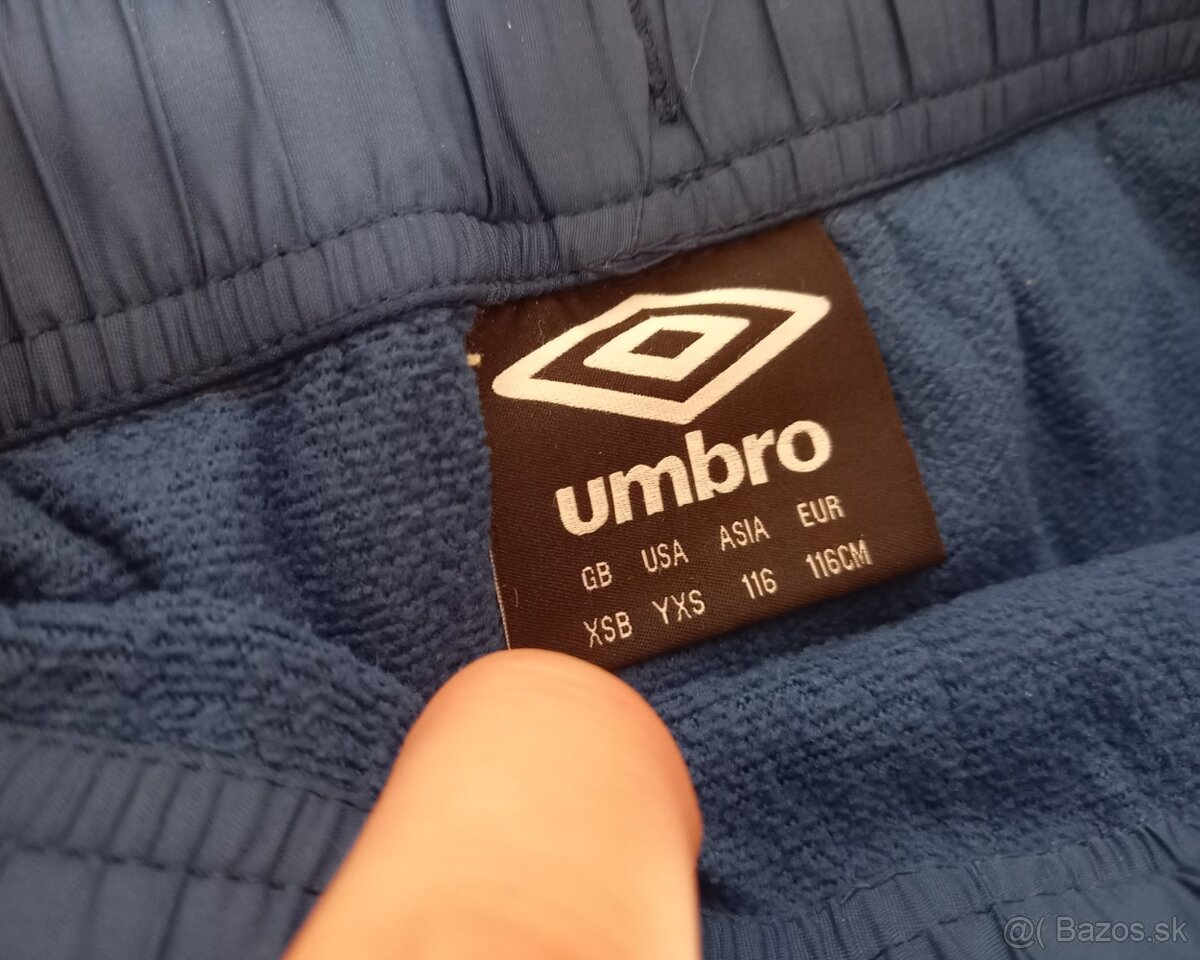 umbro
GB USA ASIA EUR
XSB YXS 116 116CM
@( Bazos.sk